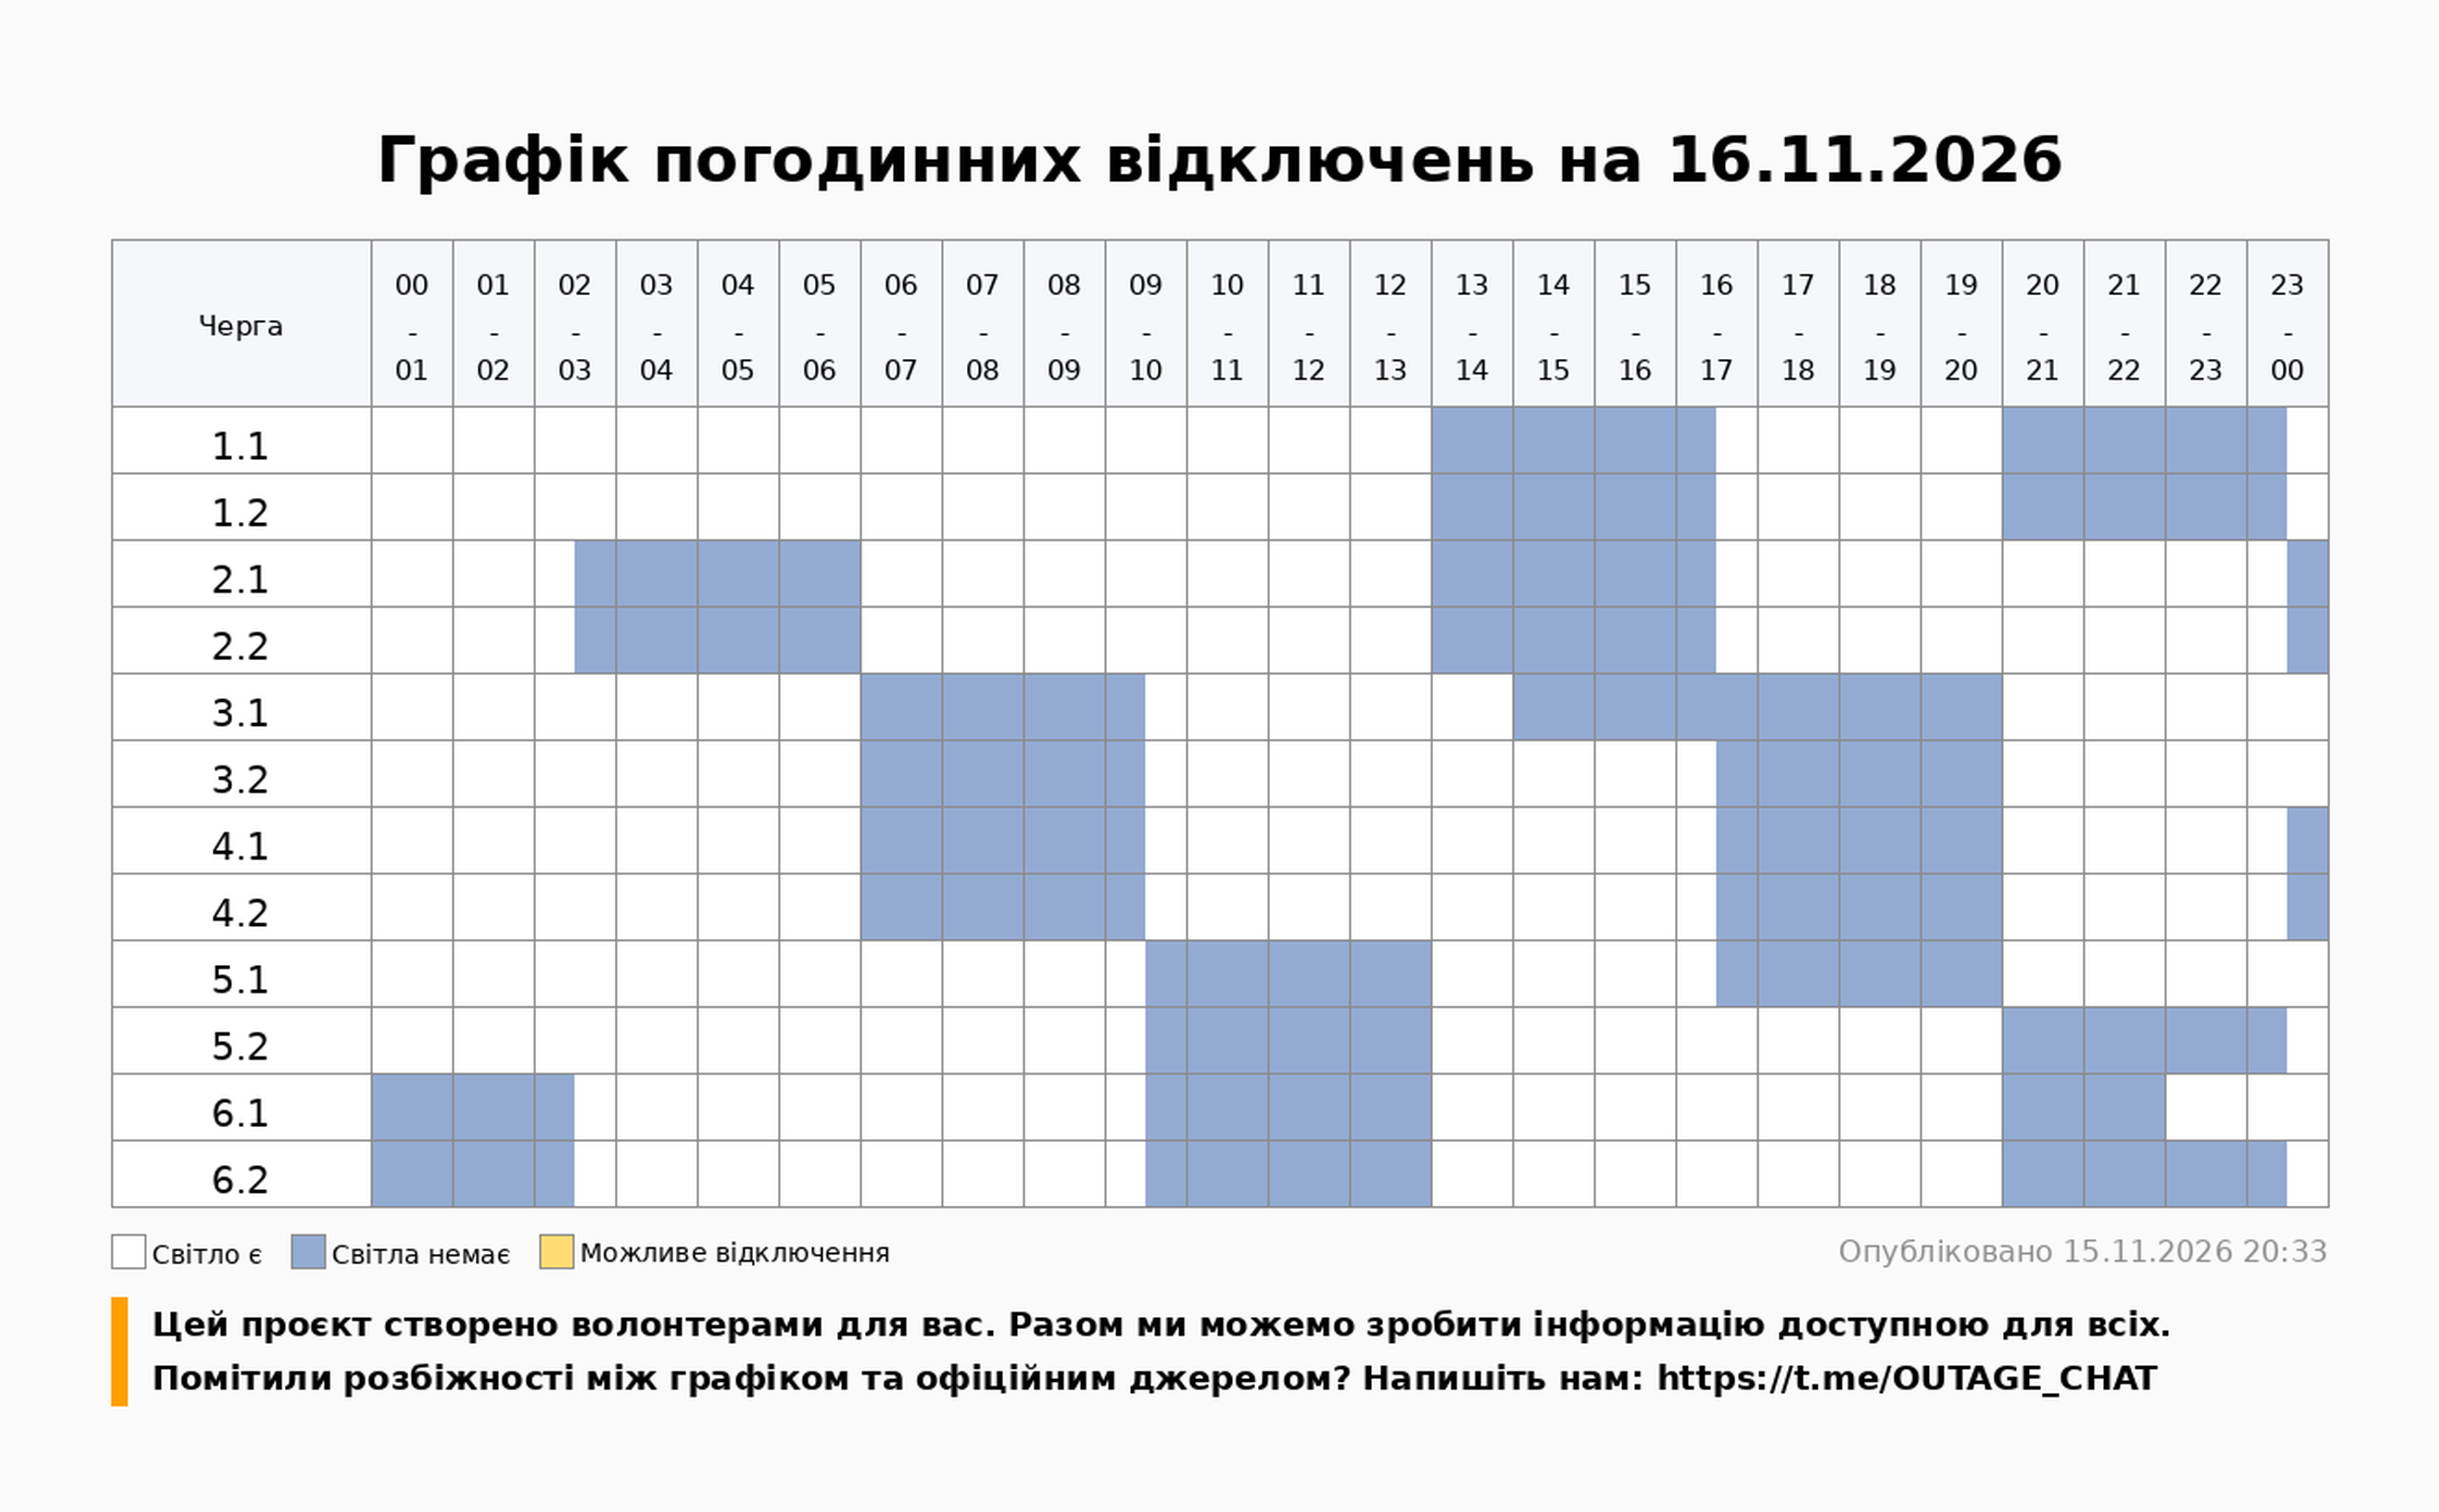 Графік погодинних відключень на 16.11.2026
Черга
00 - 01
01 - 02
02 - 03
03 - 04
04 - 05
05 - 06
06 - 07
07 - 08
08 - 09
09 - 10
10 - 11
11 - 12
12 - 13
13 - 14
14 - 15
15 - 16
16 - 17
17 - 18
18 - 19
19 - 20
20 - 21
21 - 22
22 - 23
23 - 00
1.1
1.2
2.1
2.2
3.1
3.2
4.1
4.2
5.1
5.2
6.1
6.2
Світло є
Світла немає
Можливе відключення
Опубліковано 15.11.2026 20:33
Цей проєкт створено волонтерами для вас. Разом ми можемо зробити інформацію доступною для всіх.
Помітили розбіжності між графіком та офіційним джерелом? Напишіть нам: https://t.me/OUTAGE_CHAT